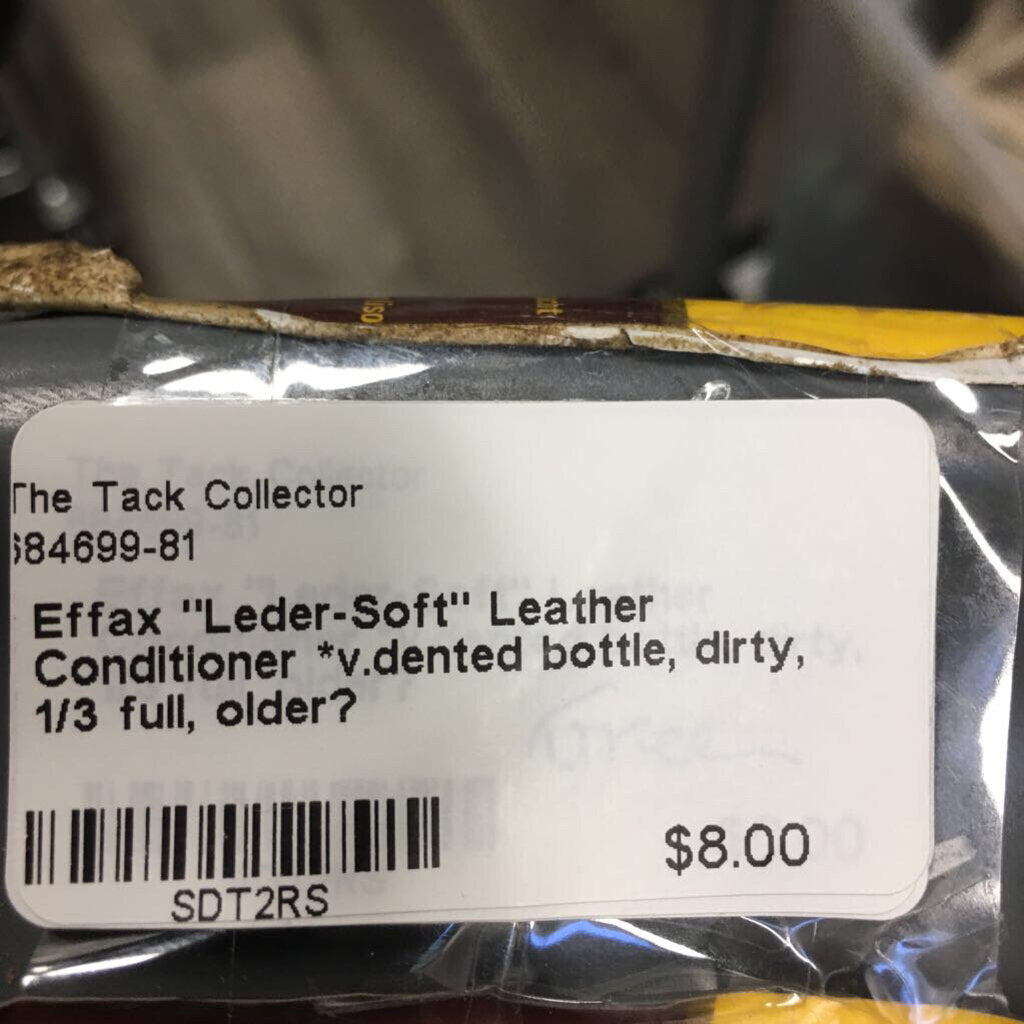 The Tack Collector
684699-81
Effax "Leder-Soft" Leather
Conditioner *v.dented bottle, dirty,
1/3 full, older?
SDT2RS
$8.00